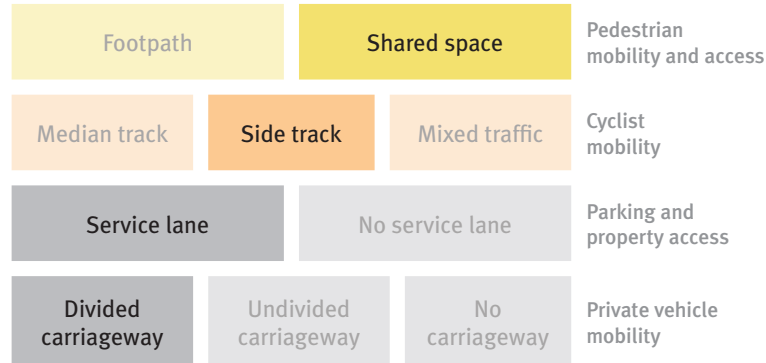 Footpath
Shared space
Pedestrian
mobility and access
Median track
Side track
Mixed traffic
Cyclist
mobility
Service lane
No service lane
Parking and
property access
Divided
carriageway
Undivided
carriageway
No
carriageway
Private vehicle
mobility